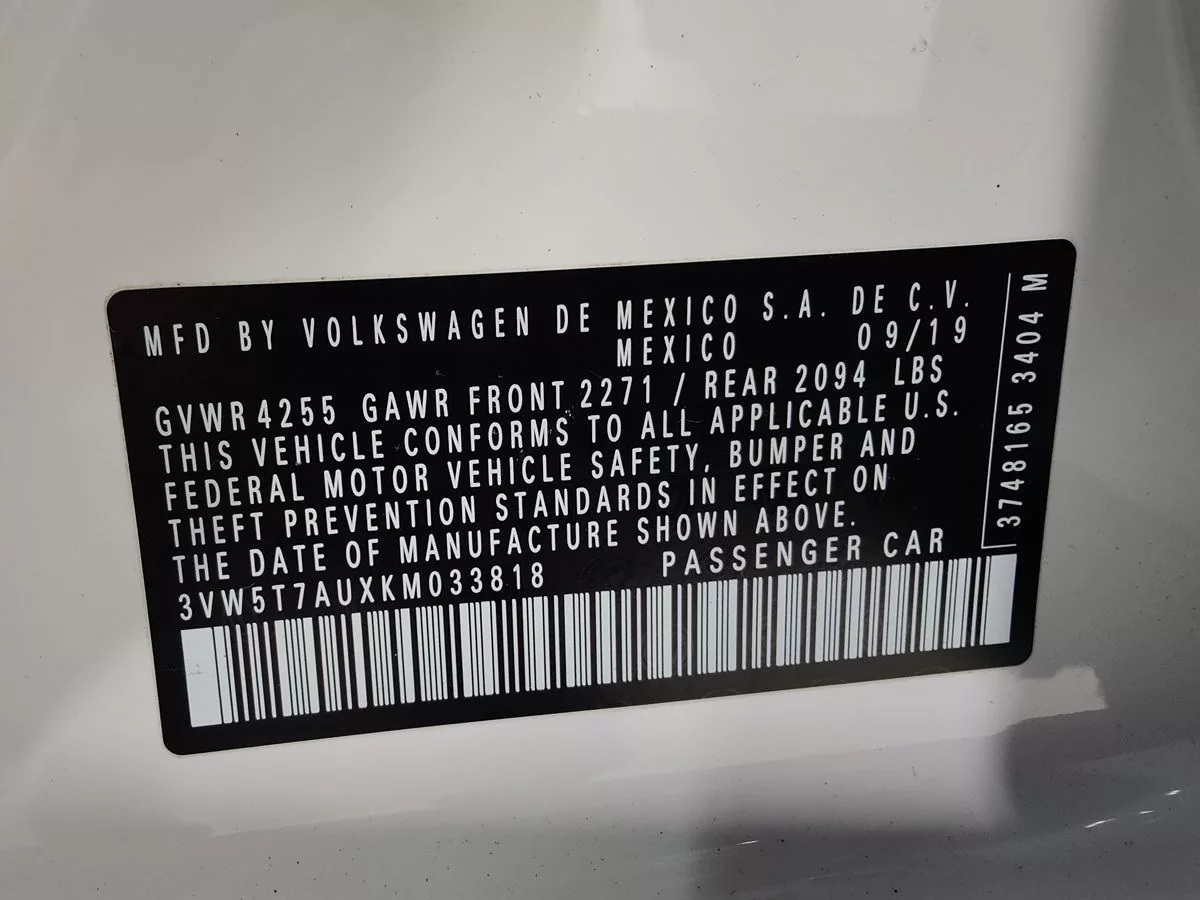 MFD BY VOLKSWAGEN DE MEXICO S.A. DE C.V.
MEXICO 09/19
GVWR 4255 GAWR FRONT 2271 / REAR 2094 LBS
THIS VEHICLE CONFORMS TO ALL APPLICABLE U.S.
FEDERAL MOTOR VEHICLE SAFETY, BUMPER AND
THEFT PREVENTION STANDARDS IN EFFECT ON
THE DATE OF MANUFACTURE SHOWN ABOVE.
3VW5T7AUXKM033818 PASSENGER CAR
3748165 3404 M